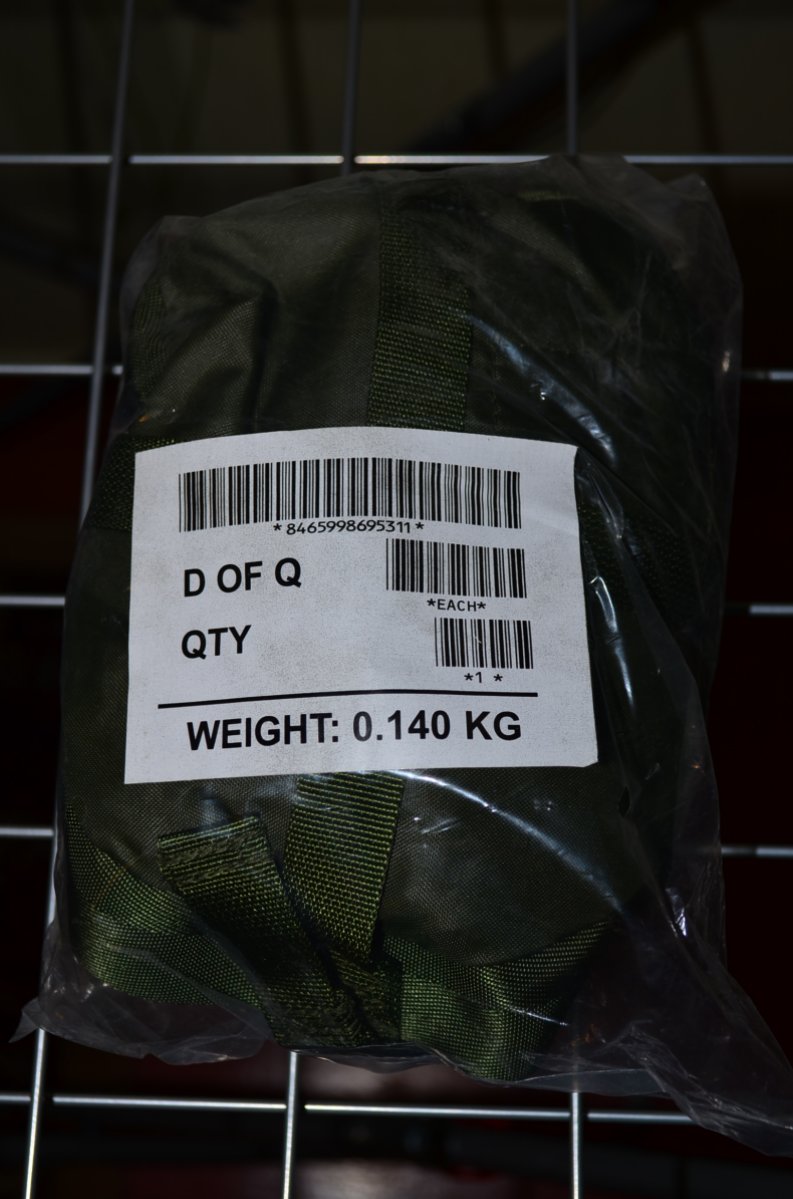 *8465998695311*
D OF Q
*EACH*
QTY
*1 *
WEIGHT: 0.140 KG